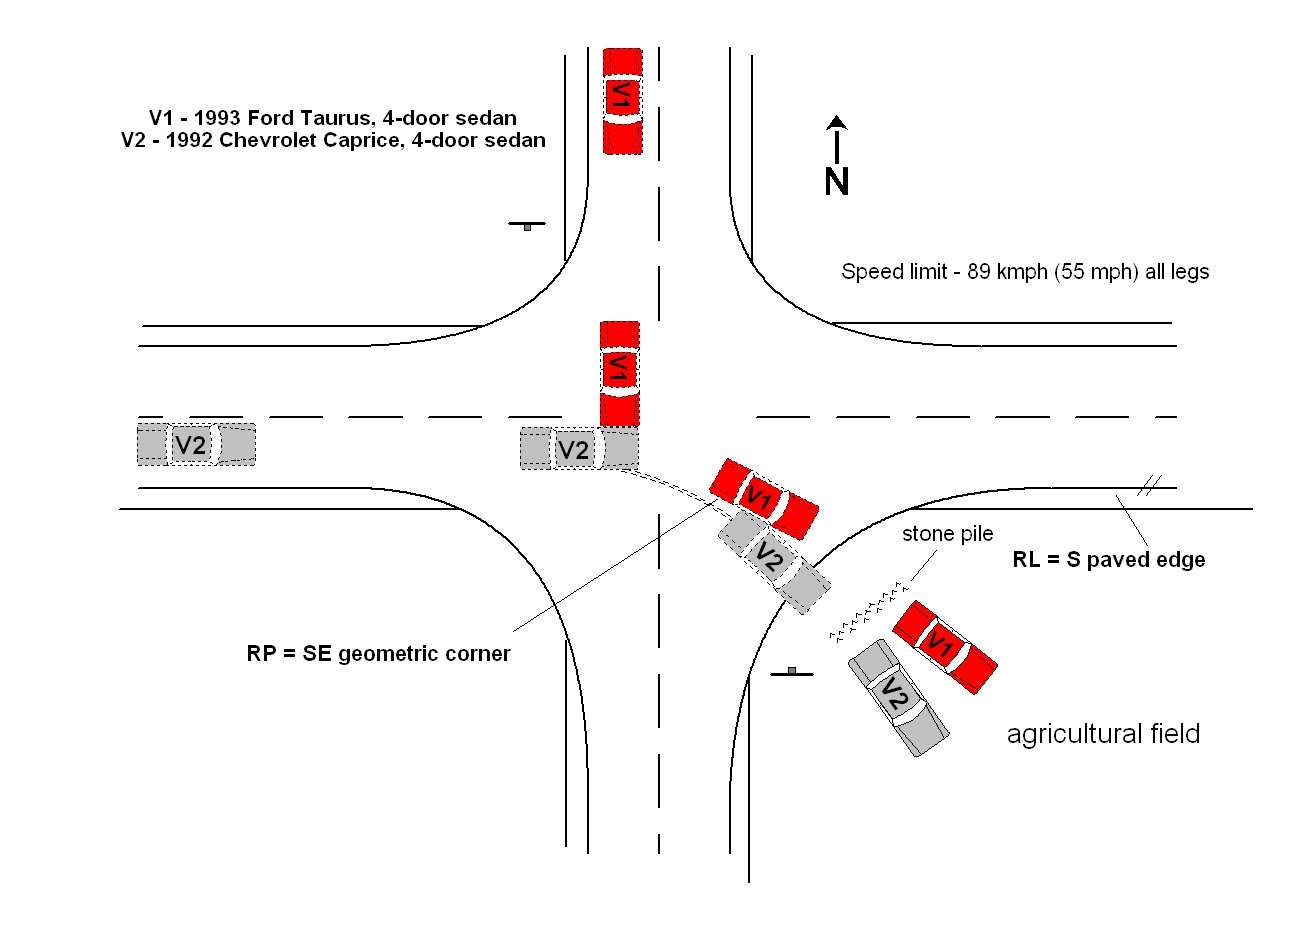 V1
V1 - 1993 Ford Taurus, 4-door sedan
V2 - 1992 Chevrolet Caprice, 4-door sedan
N
Speed limit - 89 kmph (55 mph) all legs
V1
V2
V2
V1
stone pile
V2
RL = S paved edge
RP = SE geometric corner
V1
V2
agricultural field